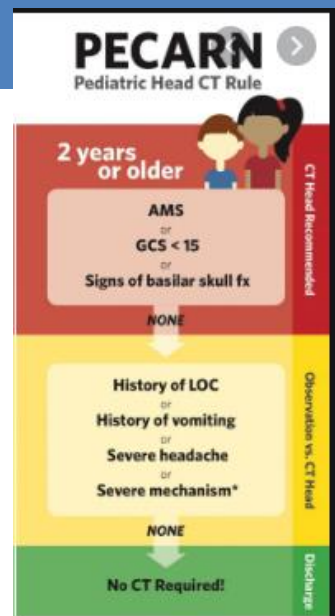 PECARN
Pediatric Head CT Rule
2 years
or older
AMS
or
GCS < 15
or
Signs of basilar skull fx
NONE
CT Head Recommended
History of LOC
or
History of vomiting
or
Severe headache
or
Severe mechanism*
NONE
Observation vs. CT Head
No CT Required!
Discharge